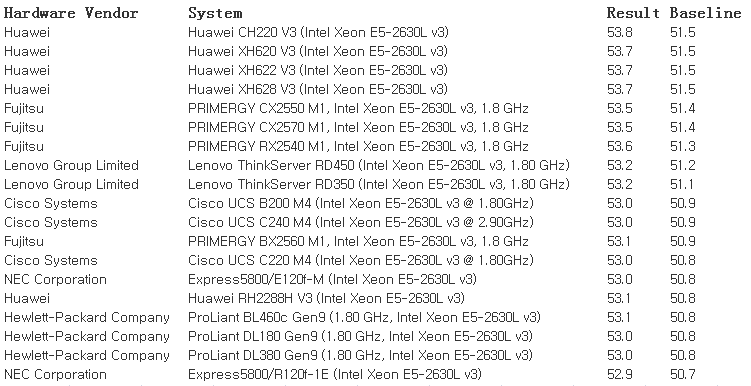 Hardware Vendor System Result Baseline
Huawei Huawei CH220 V3 (Intel Xeon E5-2630L v3) 53.8 51.5
Huawei Huawei XH620 V3 (Intel Xeon E5-2630L v3) 53.7 51.5
Huawei Huawei XH622 V3 (Intel Xeon E5-2630L v3) 53.7 51.5
Huawei Huawei XH628 V3 (Intel Xeon E5-2630L v3) 53.7 51.5
Fujitsu PRIMERGY CX2550 M1, Intel Xeon E5-2630L v3, 1.8 GHz 53.5 51.4
Fujitsu PRIMERGY CX2570 M1, Intel Xeon E5-2630L v3, 1.8 GHz 53.5 51.4
Fujitsu PRIMERGY RX2540 M1, Intel Xeon E5-2630L v3, 1.8 GHz 53.6 51.3
Lenovo Group Limited Lenovo ThinkServer RD450 (Intel Xeon E5-2630L v3, 1.80 GHz) 53.2 51.2
Lenovo Group Limited Lenovo ThinkServer RD350 (Intel Xeon E5-2630L v3, 1.80 GHz) 53.2 51.1
Cisco Systems Cisco UCS B200 M4 (Intel Xeon E5-2630L v3 @ 1.80GHz) 53.0 50.9
Cisco Systems Cisco UCS C240 M4 (Intel Xeon E5-2630L v3 @ 2.90GHz) 53.0 50.9
Fujitsu PRIMERGY BX2560 M1, Intel Xeon E5-2630L v3, 1.8 GHz 53.1 50.9
Cisco Systems Cisco UCS C220 M4 (Intel Xeon E5-2630L v3 @ 1.80GHz) 53.0 50.8
NEC Corporation Express5800/E120f-M (Intel Xeon E5-2630L v3) 53.0 50.8
Huawei Huawei RH2288H V3 (Intel Xeon E5-2630L v3) 53.1 50.8
Hewlett-Packard Company ProLiant BL460c Gen9 (1.80 GHz, Intel Xeon E5-2630L v3) 53.1 50.8
Hewlett-Packard Company ProLiant DL180 Gen9 (1.80 GHz, Intel Xeon E5-2630L v3) 53.0 50.8
Hewlett-Packard Company ProLiant DL380 Gen9 (1.80 GHz, Intel Xeon E5-2630L v3) 53.0 50.8
NEC Corporation Express5800/R120f-1E (Intel Xeon E5-2630L v3) 52.9 50.7